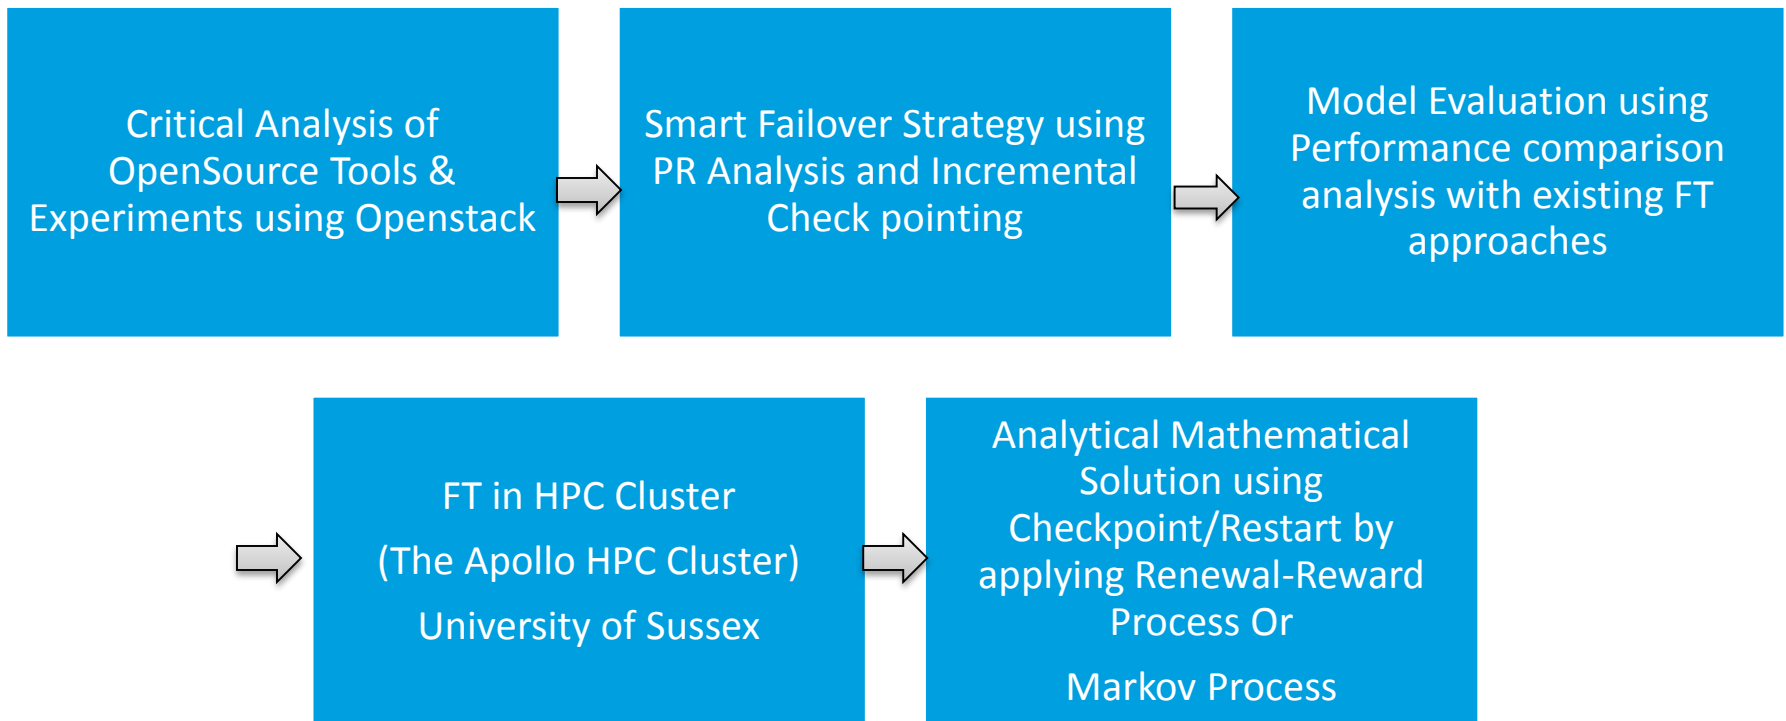 Critical Analysis of
OpenSource Tools &
Experiments using Openstack
Smart Failover Strategy using
PR Analysis and Incremental
Check pointing
Model Evaluation using
Performance comparison
analysis with existing FT
approaches
FT in HPC Cluster
(The Apollo HPC Cluster)
University of Sussex
Analytical Mathematical
Solution using
Checkpoint/Restart by
applying Renewal-Reward
Process Or
Markov Process